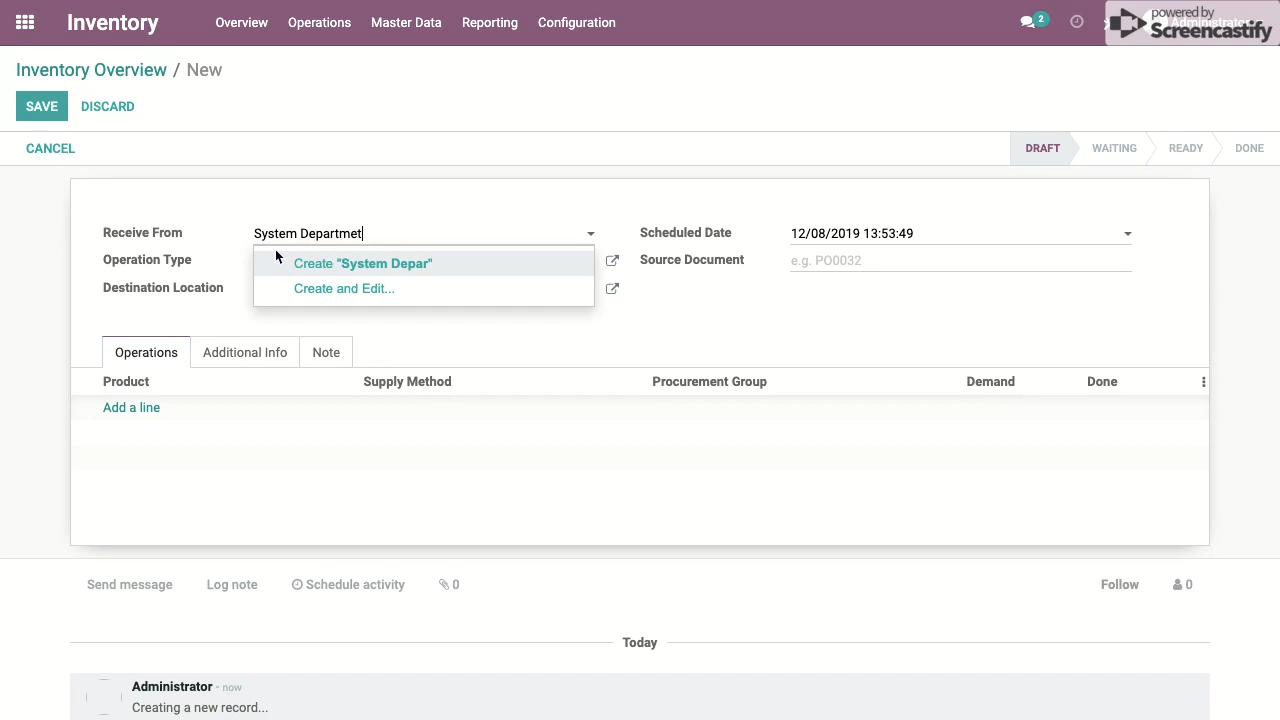 Inventory Overview Operations Master Data Reporting Configuration 2 Administrator
powered by
Screencastify
Inventory Overview / New
SAVE DISCARD
CANCEL DRAFT WAITING READY DONE
Receive From System Departmet Scheduled Date 12/08/2019 13:53:49
Operation Type Create "System Depar" Source Document e.g. PO0032
Destination Location Create and Edit...
Operations Additional Info Note
Product Supply Method Procurement Group Demand Done
Add a line
Send message Log note Schedule activity 0 Follow 0
Today
Administrator - now
Creating a new record...